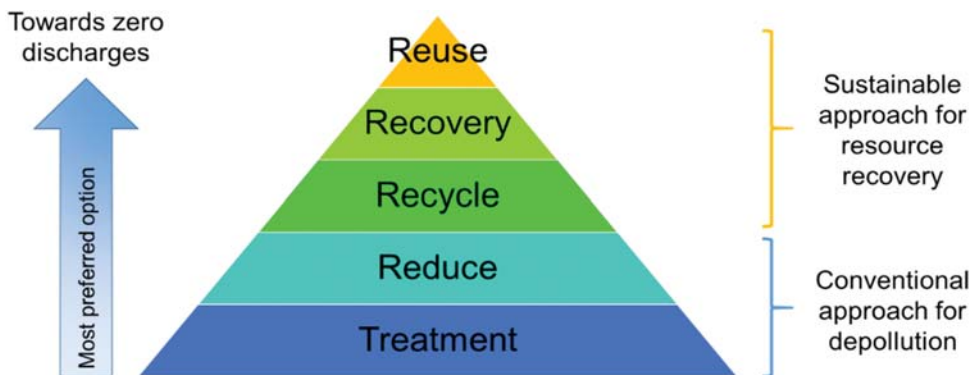 Towards zero
discharges
Most preferred option
Reuse
Recovery
Recycle
Reduce
Treatment
Sustainable
approach for
resource
recovery
Conventional
approach for
depollution